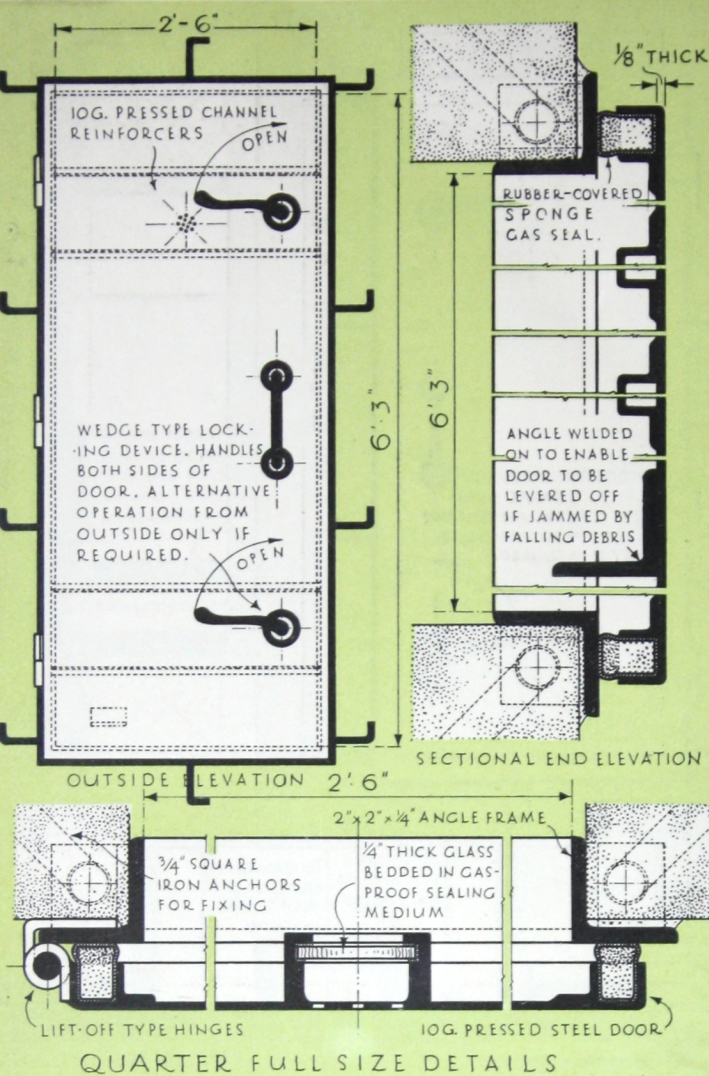 2'-6"
10G. PRESSED CHANNEL
REINFORCERS
OPEN
6'.3"
WEDGE TYPE LOCK-
·ING DEVICE. HANDLES
BOTH SIDES OF
DOOR. ALTERNATIVE
OPERATION FROM
OUTSIDE ONLY IF
REQUIRED.
OPEN
OUTSIDE ELEVATION
1/8" THICK
RUBBER-COVERED
SPONGE
GAS SEAL.
6'.3"
ANGLE WELDED
ON TO ENABLE
DOOR TO BE
LEVERED OFF
IF JAMMED BY
FALLING DEBRIS
SECTIONAL END ELEVATION
2'.6"
2" x 2" x 1/4" ANGLE FRAME
3/4" SQUARE
IRON ANCHORS
FOR FIXING
1/4" THICK GLASS
BEDDED IN GAS-
PROOF SEALING
MEDIUM
LIFT-OFF TYPE HINGES
10G. PRESSED STEEL DOOR
QUARTER FULL SIZE DETAILS